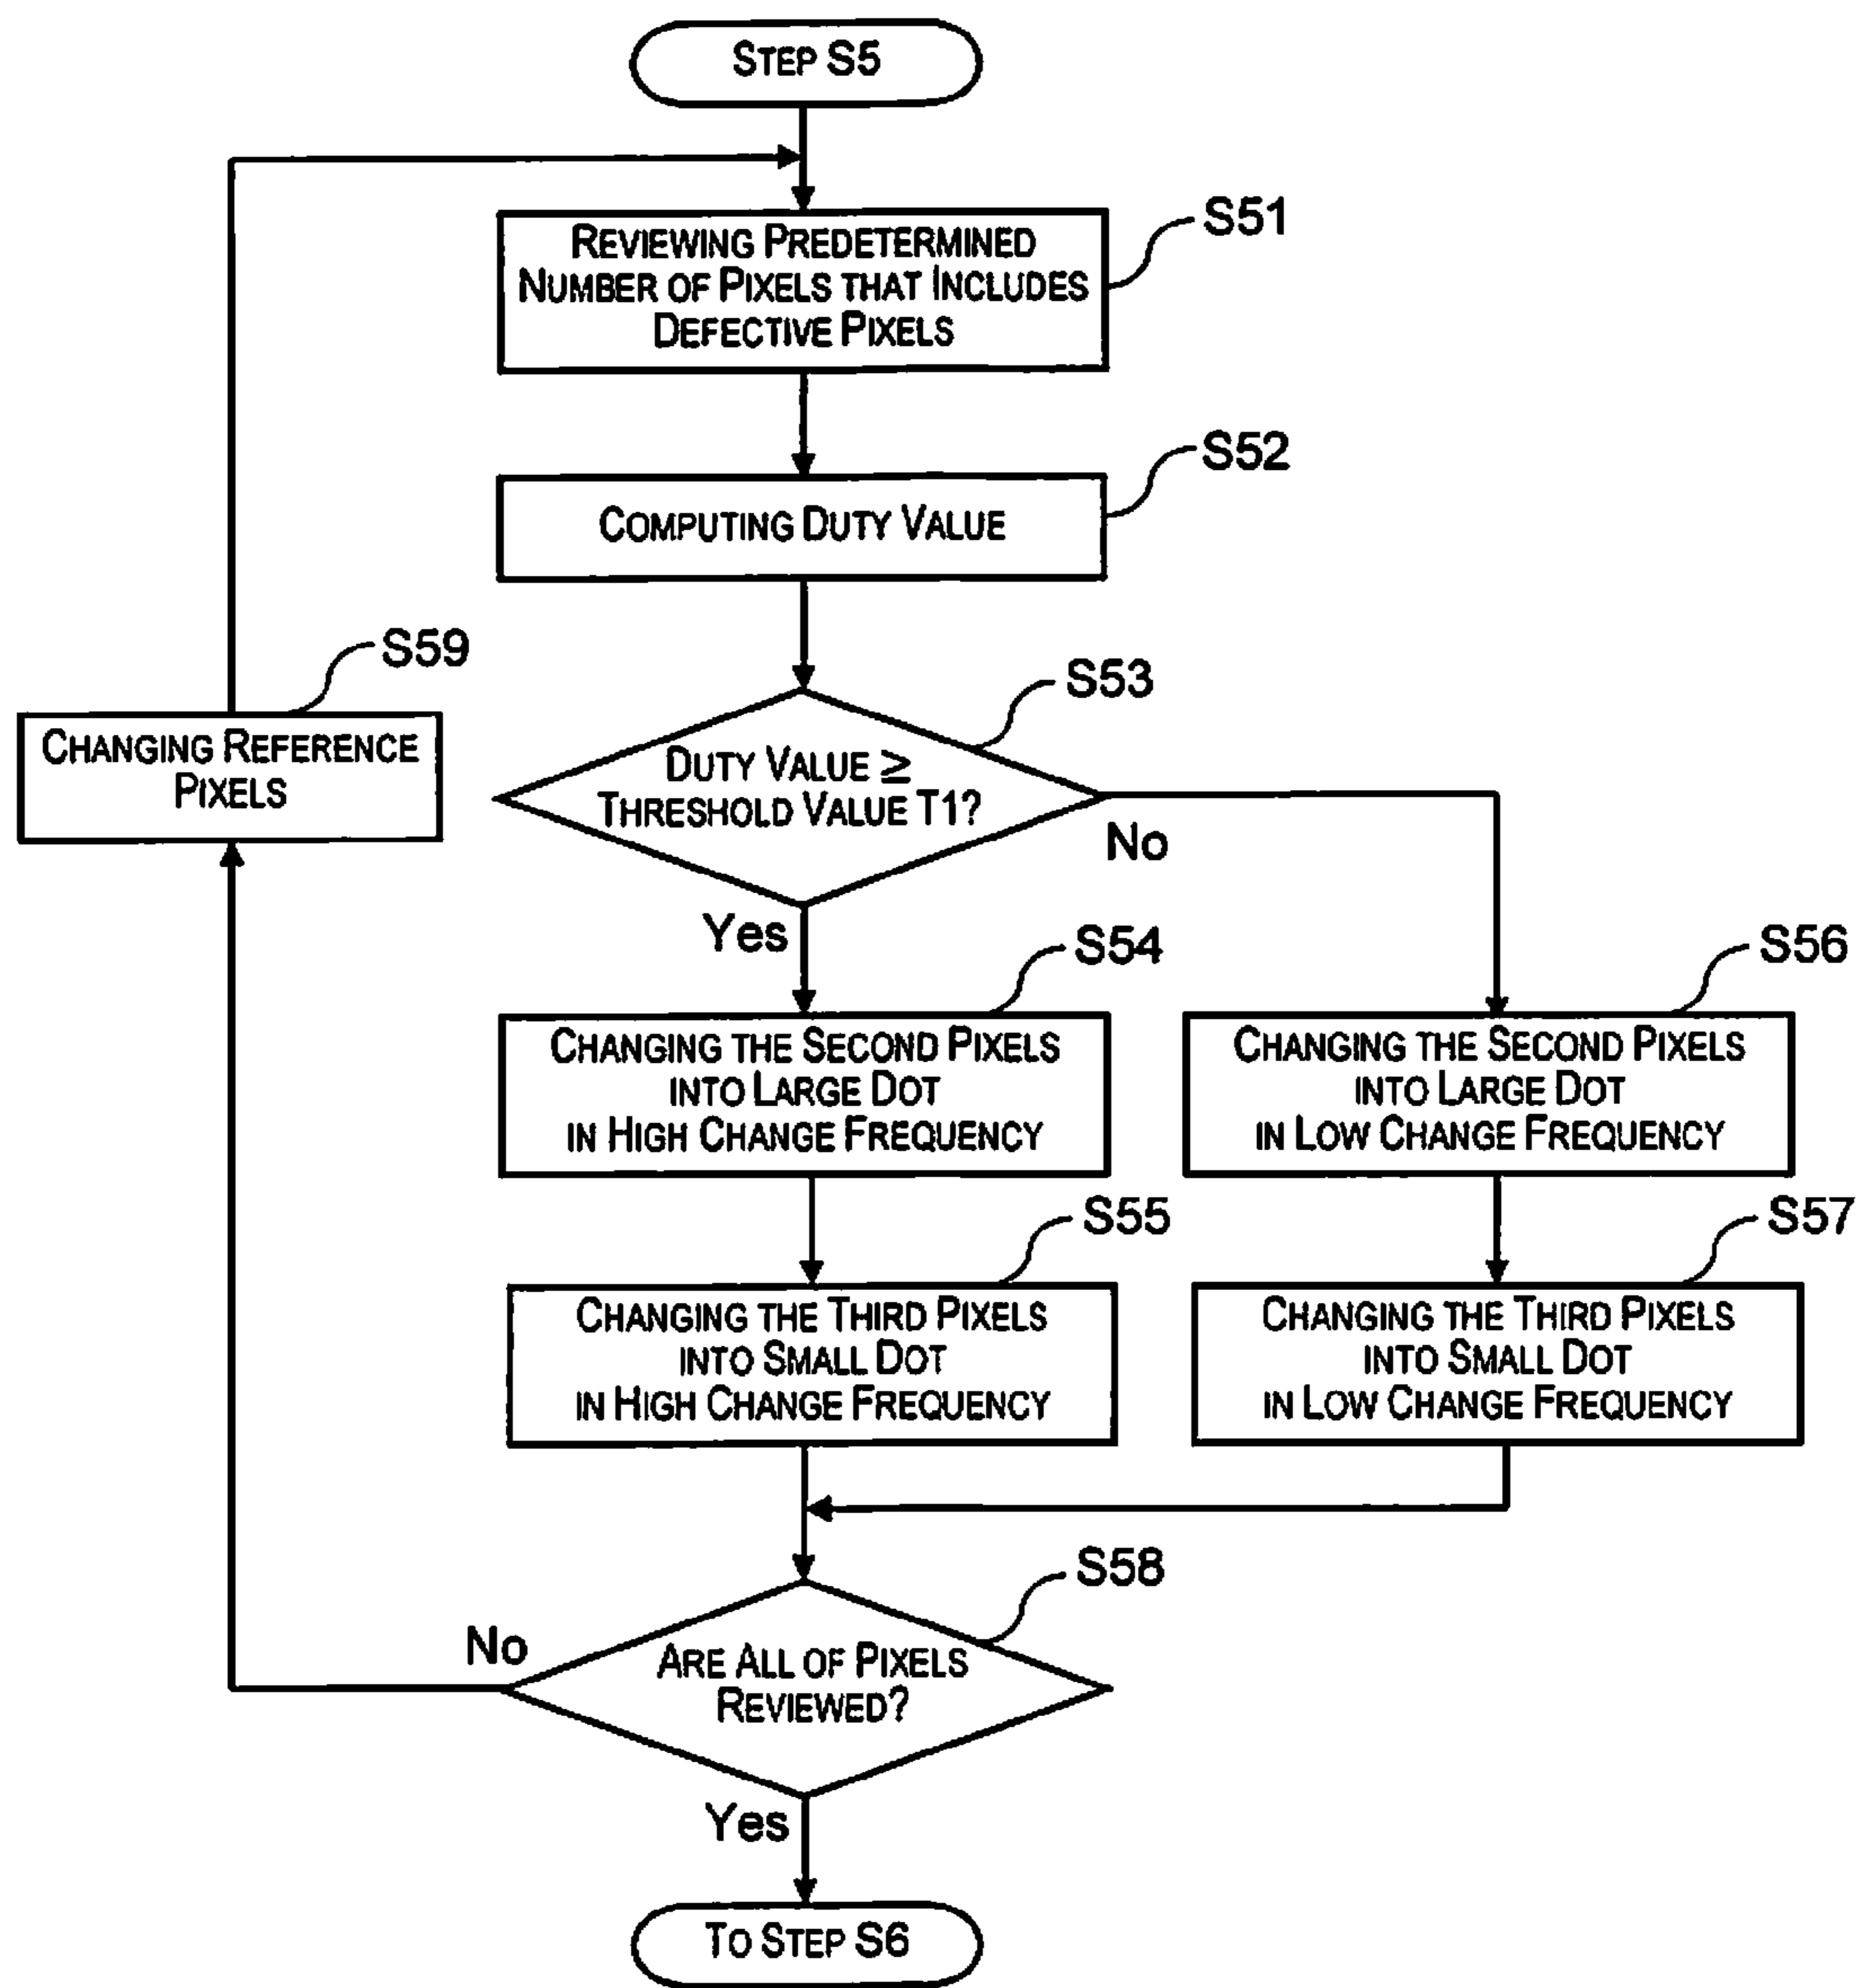 STEP S5
S51
REVIEWING PREDETERMINED
NUMBER OF PIXELS THAT INCLUDES
DEFECTIVE PIXELS
S52
COMPUTING DUTY VALUE
S59
CHANGING REFERENCE
PIXELS
S53
DUTY VALUE ≥
THRESHOLD VALUE T1?
No
Yes
S54
CHANGING THE SECOND PIXELS
INTO LARGE DOT
IN HIGH CHANGE FREQUENCY
S56
CHANGING THE SECOND PIXELS
INTO LARGE DOT
IN LOW CHANGE FREQUENCY
S55
CHANGING THE THIRD PIXELS
INTO SMALL DOT
IN HIGH CHANGE FREQUENCY
S57
CHANGING THE THIRD PIXELS
INTO SMALL DOT
IN LOW CHANGE FREQUENCY
S58
No
ARE ALL OF PIXELS
REVIEWED?
Yes
TO STEP S6